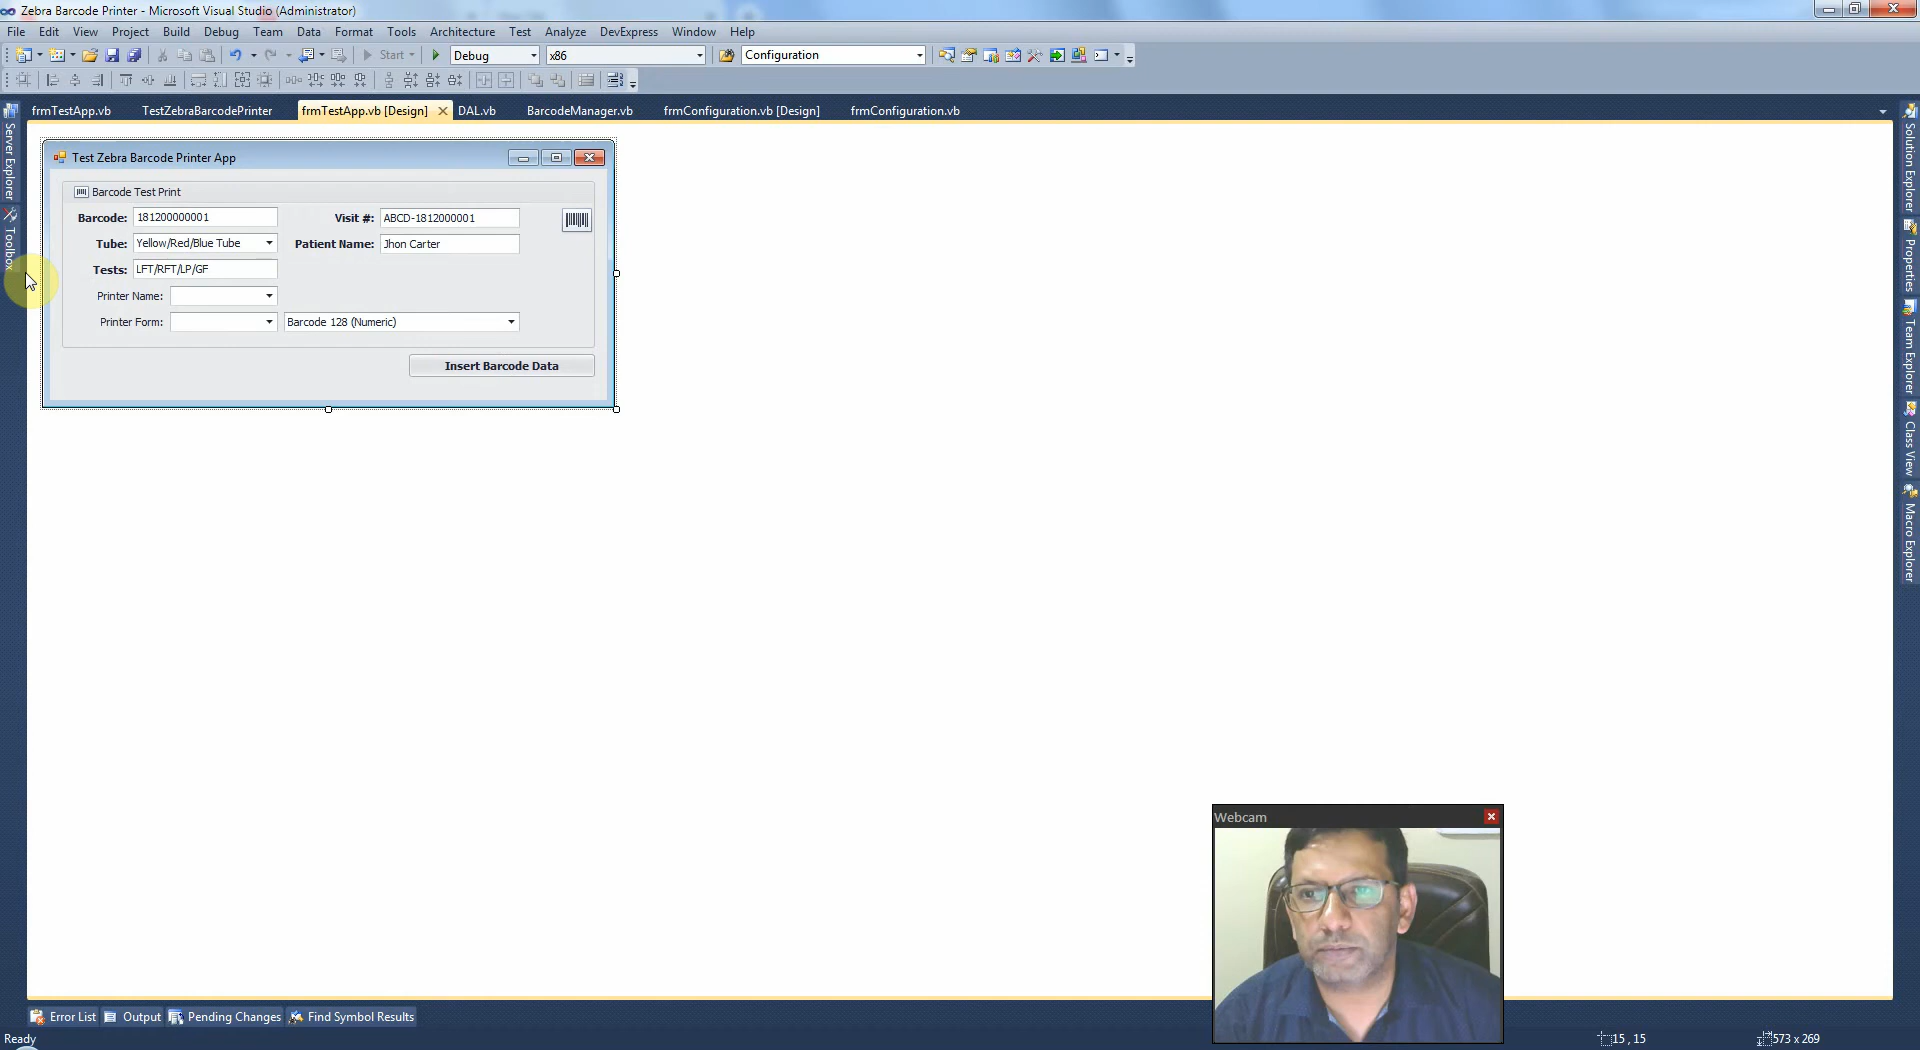 Zebra Barcode Printer - Microsoft Visual Studio (Administrator)
File Edit View Project Build Debug Team Data Format Tools Architecture Test Analyze DevExpress Window Help
Start Debug x86 Configuration
frmTestApp.vb TestZebraBarcodePrinter frmTestApp.vb [Design] DAL.vb BarcodeManager.vb frmConfiguration.vb [Design] frmConfiguration.vb
Server Explorer
Toolbox
Test Zebra Barcode Printer App
Barcode Test Print
Barcode: 181200000001 Visit #: ABCD-1812000001
Tube: Yellow/Red/Blue Tube Patient Name: Jhon Carter
Tests: LFT/RFT/LP/GF
Printer Name:
Printer Form: Barcode 128 (Numeric)
Insert Barcode Data
Solution Explorer
Properties
Team Explorer
Class View
Macro Explorer
Webcam
Error List Output Pending Changes Find Symbol Results
Ready 15 , 15 573 x 269